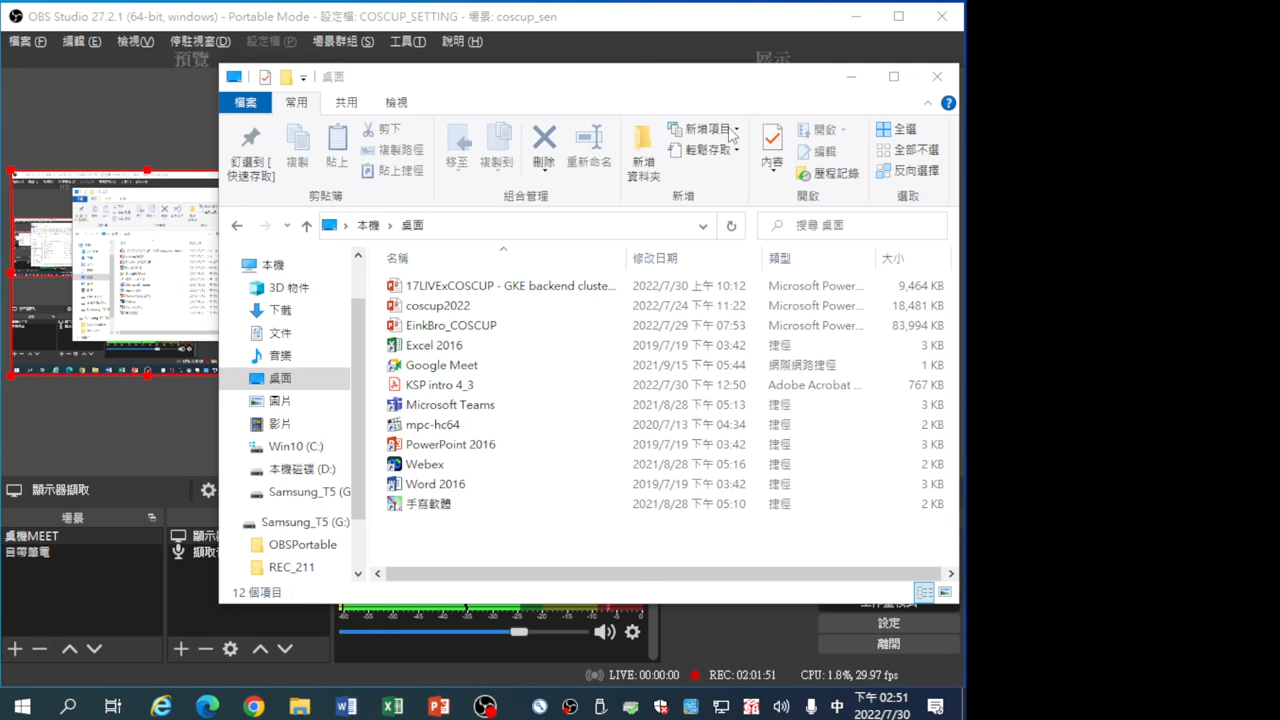 OBS Studio 27.2.1 (64-bit, windows) - Portable Mode - 設定檔: COSCUP_SETTING - 場景: coscup_sen
檔案 (F) 編輯 (E) 檢視(V) 停駐視窗(D) 設定檔 (P) 場景群組 (S) 工具(T) 說明 (H)
預覽 展示
桌面
檔案 常用 共用 檢視
釘選到 [
快速存取]
複製
貼上
剪下
複製路徑
貼上捷徑
剪貼簿
移至
複製到
刪除
重新命名
組合管理
新增
資料夾
新增項目
輕鬆存取
新增
內容
開啟
編輯
歷程記錄
開啟
全選
全部不選
反向選擇
選取
本機 桌面
搜尋 桌面
本機
3D 物件
下載
文件
音樂
桌面
圖片
影片
Win10 (C:)
本機磁碟 (D:)
Samsung_T5 (G
Samsung_T5 (G:)
OBSPortable
REC_211
名稱 修改日期 類型 大小
17LIVExCOSCUP - GKE backend cluste... 2022/7/30 上午 10:12 Microsoft Power... 9,464 KB
coscup2022 2022/7/24 下午 11:22 Microsoft Power... 18,481 KB
EinkBro_COSCUP 2022/7/29 下午 07:53 Microsoft Power... 83,994 KB
Excel 2016 2019/7/19 下午 03:42 捷徑 3 KB
Google Meet 2021/9/15 下午 05:44 網際網路捷徑 1 KB
KSP intro 4_3 2022/7/30 下午 12:50 Adobe Acrobat ... 767 KB
Microsoft Teams 2021/8/28 下午 05:13 捷徑 3 KB
mpc-hc64 2020/7/13 下午 04:34 捷徑 2 KB
PowerPoint 2016 2019/7/19 下午 03:42 捷徑 3 KB
Webex 2021/8/28 下午 05:16 捷徑 2 KB
Word 2016 2019/7/19 下午 03:42 捷徑 3 KB
手寫軟體 2021/8/28 下午 05:10 捷徑 2 KB
12 個項目
顯示器擷取
場景
桌機MEET
自帶筆電
顯示
擷取
-60 -55 -50 -45 -40 -35 -30 -25 -20 -15 -10 -5 0
設定
離開
LIVE: 00:00:00 REC: 02:01:51 CPU: 1.8%, 29.97 fps
中
下午 02:51
2022/7/30